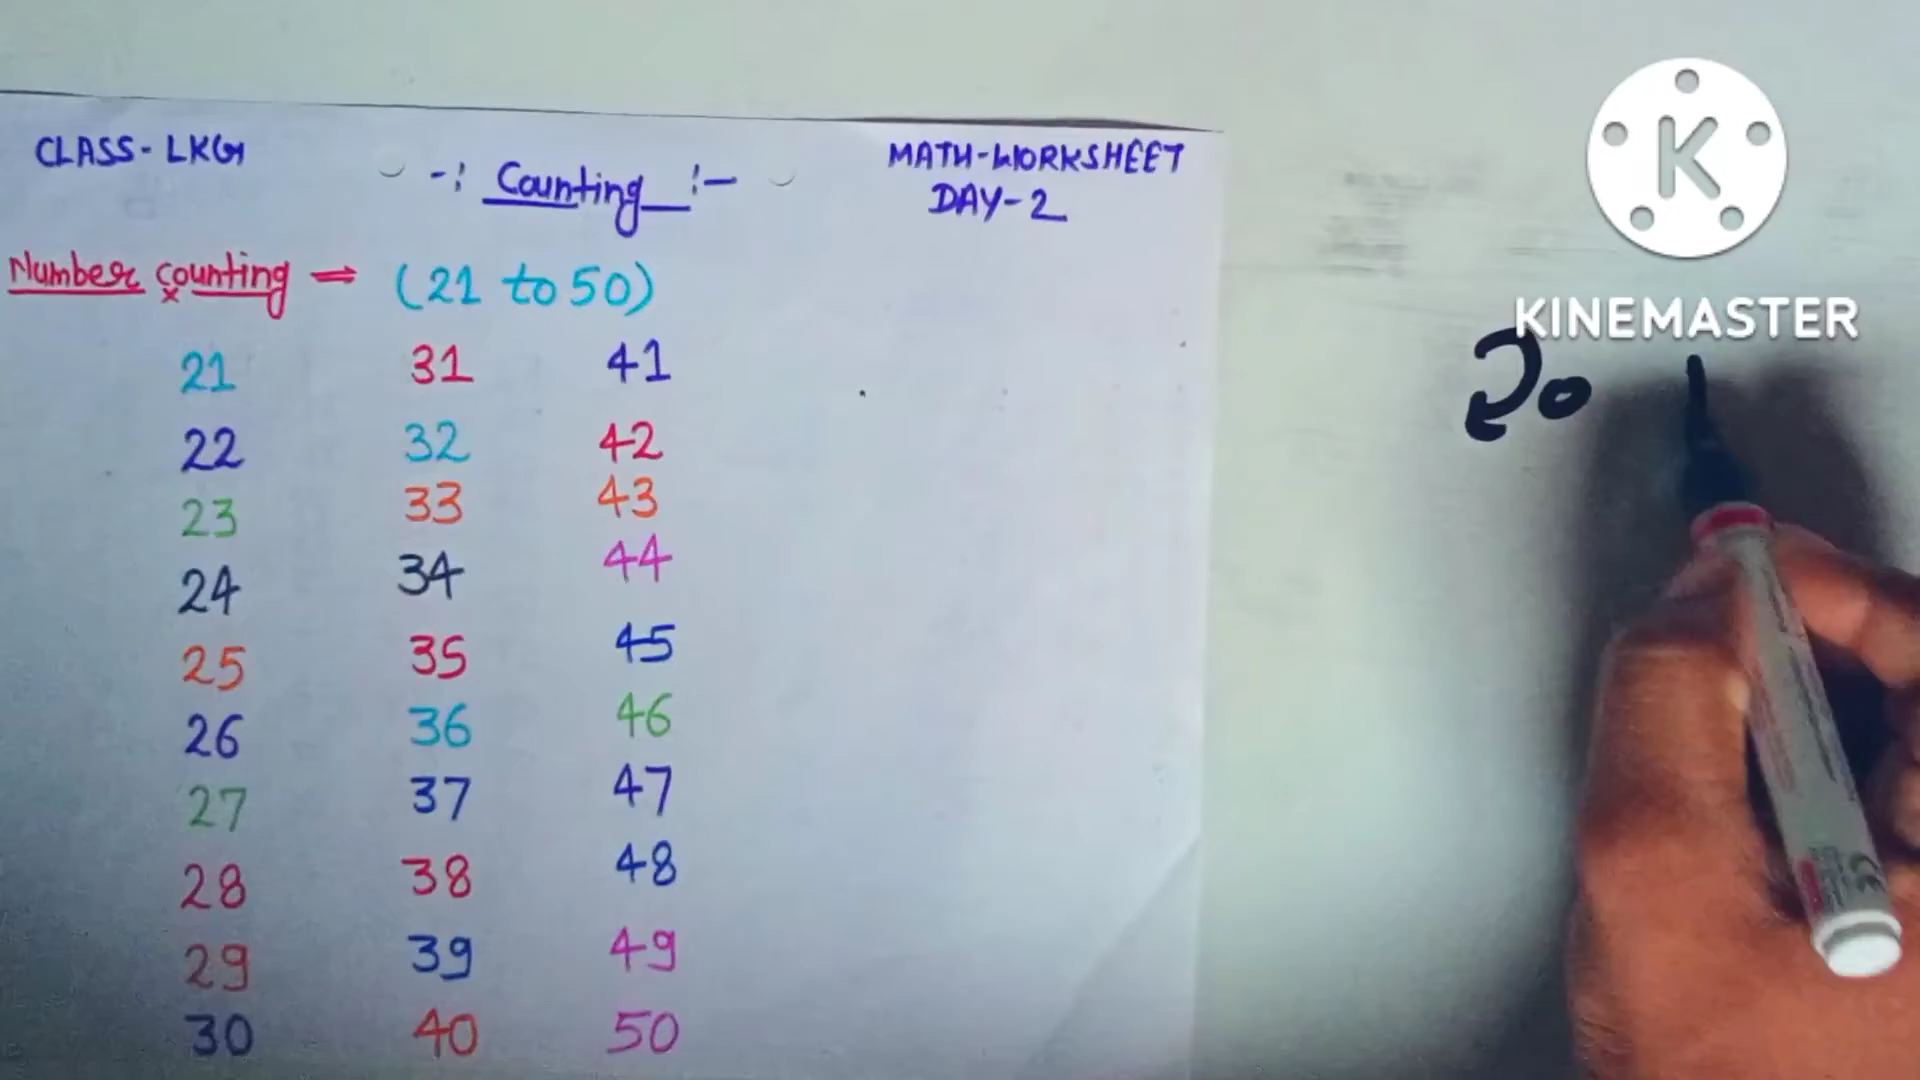 CLASS-LKG
-: Counting :-
MATH-WORKSHEET
DAY-2
Number counting ⇒ (21 to 50)
21 31 41
22 32 42
23 33 43
24 34 44
25 35 45
26 36 46
27 37 47
28 38 48
29 39 49
30 40 50
K
KINEMASTER
20